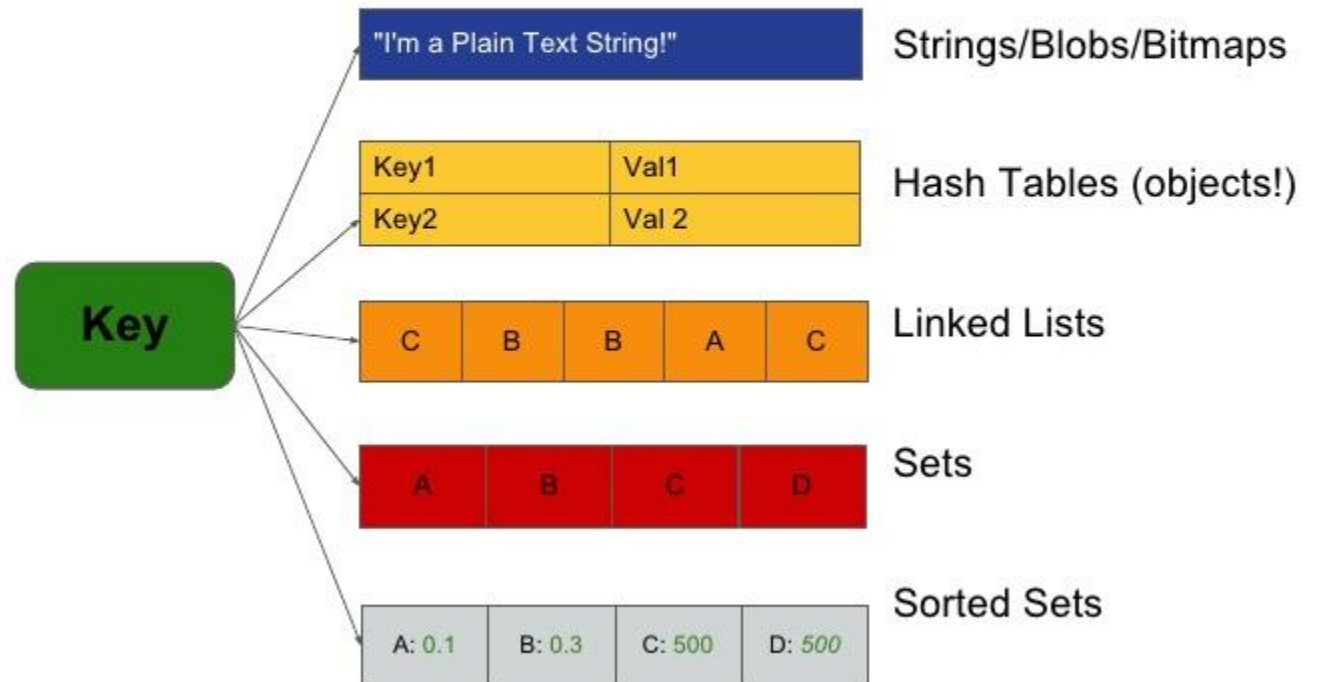 "I'm a Plain Text String!"
Strings/Blobs/Bitmaps
Key1 Val1
Key2 Val 2
Hash Tables (objects!)
Key
C B B A C
Linked Lists
A B C D
Sets
A: 0.1 B: 0.3 C: 500 D: 500
Sorted Sets